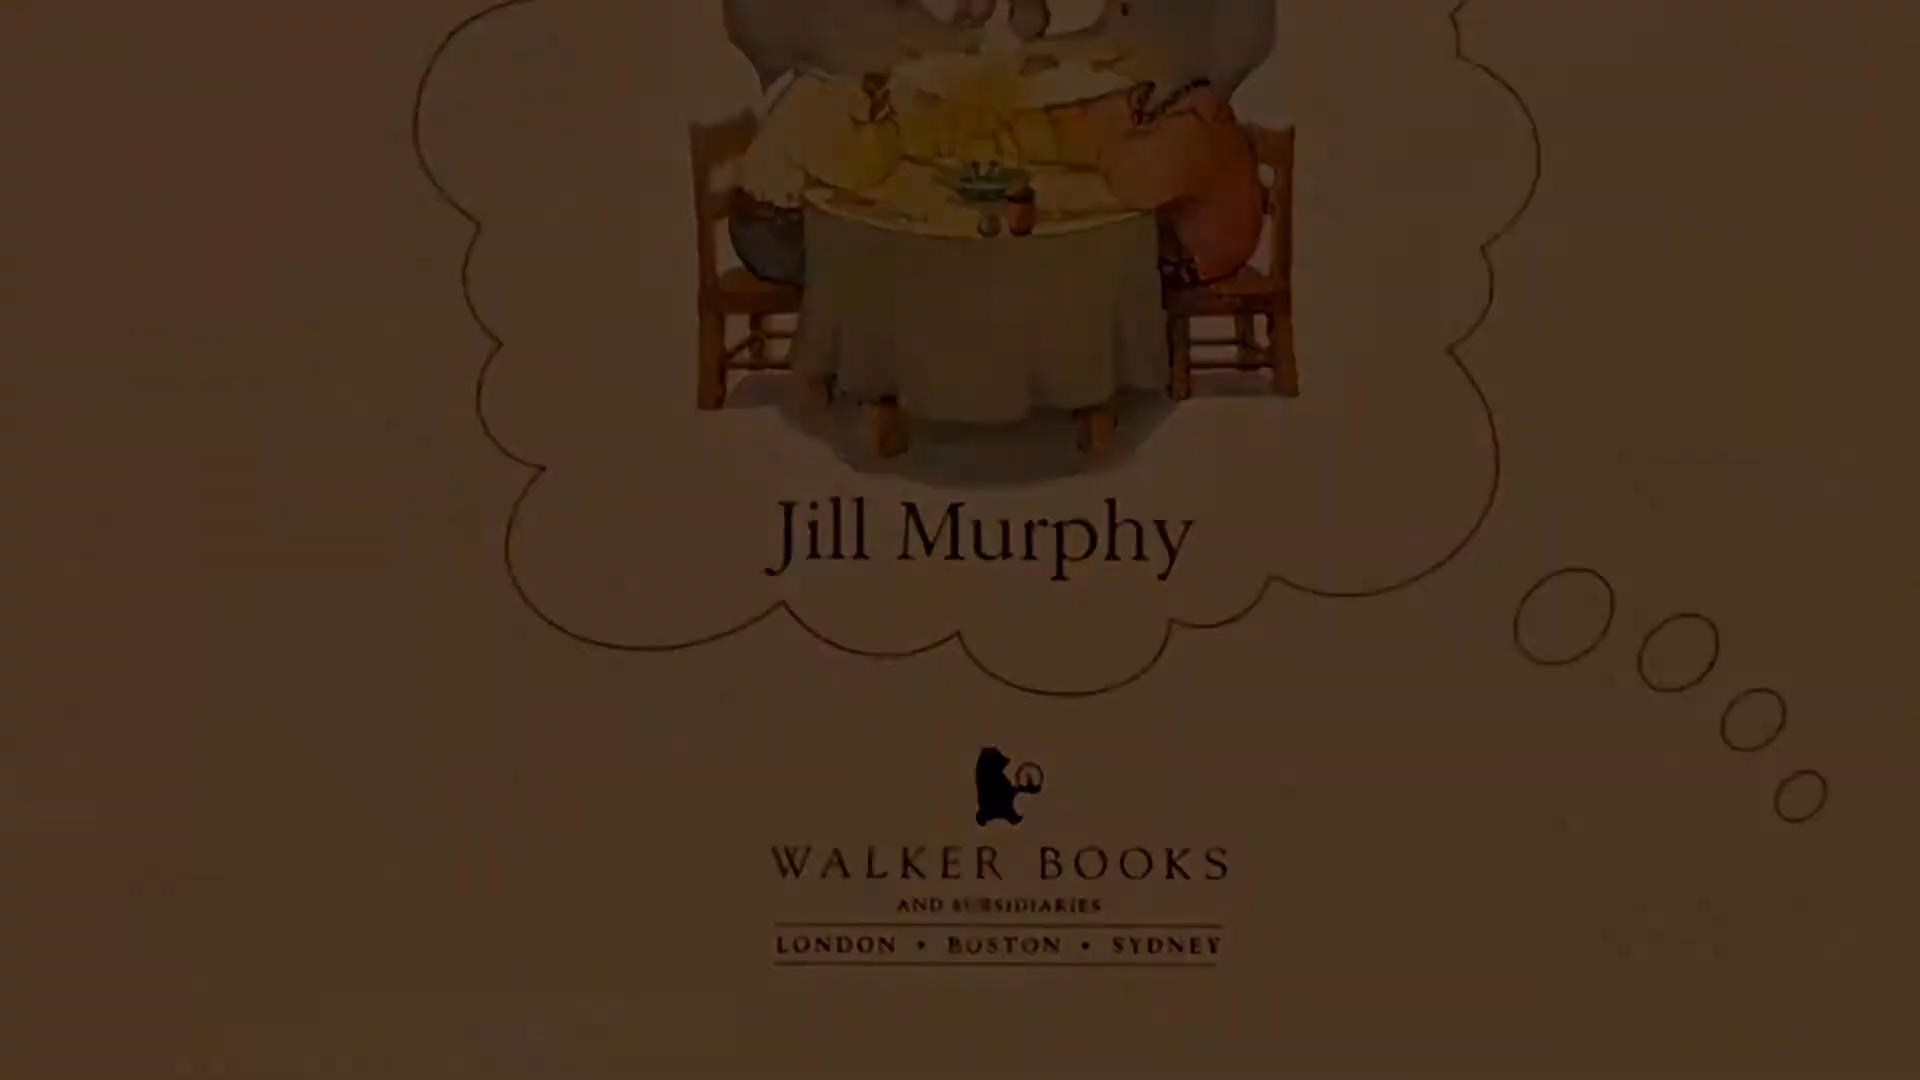 Jill Murphy
WALKER BOOKS
AND SUBSIDIARIES
LONDON • BOSTON • SYDNEY